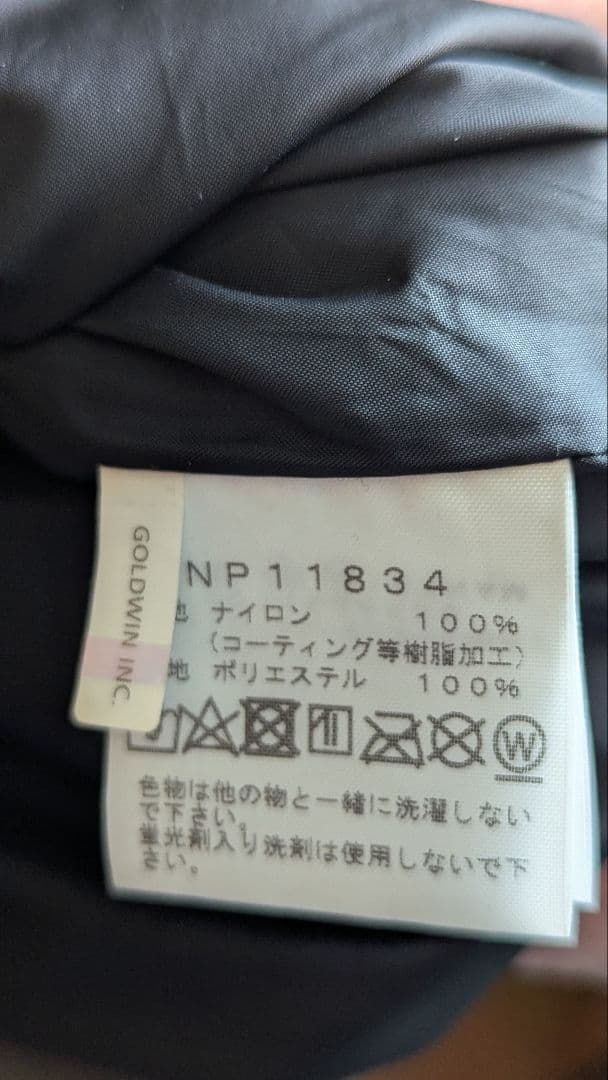 GOLDWIN INC.
NP11834
地 ナイロン 100%
(コーティング等樹脂加工)
地 ポリエステル 100%
W
色物は他の物と一緒に洗濯しない
で下さい。
蛍光剤入り洗剤は使用しないで下
さい。